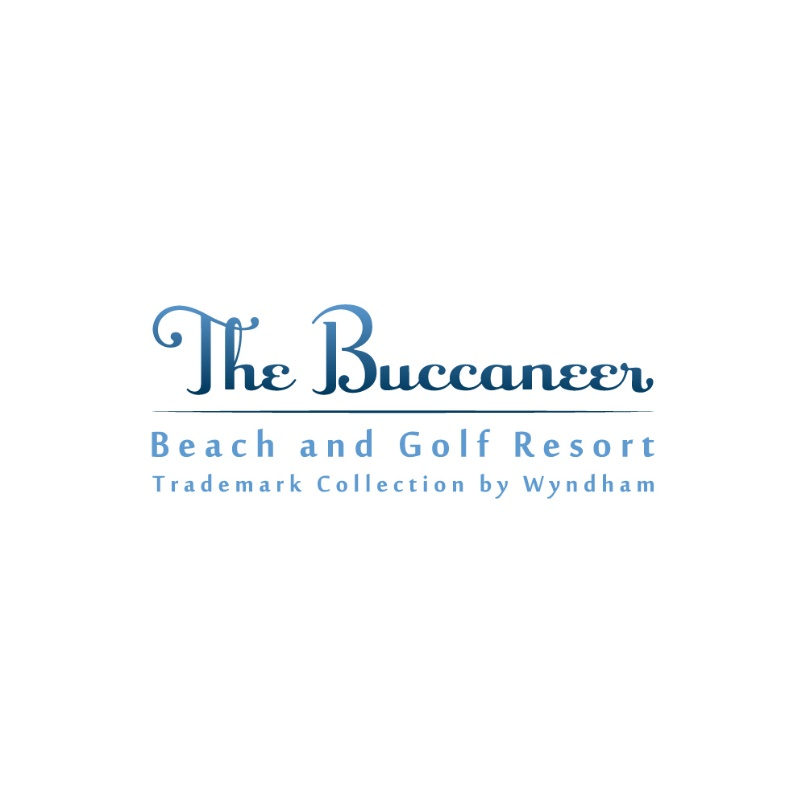 The Buccaneer
Beach and Golf Resort
Trademark Collection by Wyndham